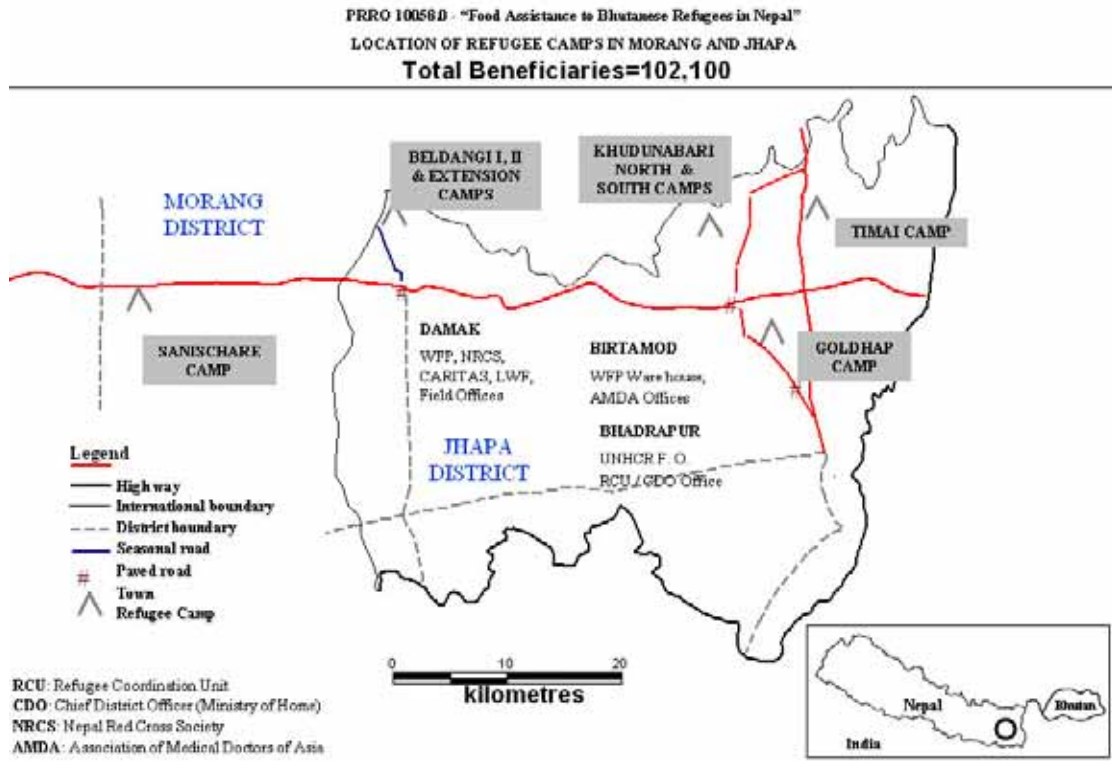 PRRO 10058.0 - "Food Assistance to Bhutanese Refugees in Nepal"
LOCATION OF REFUGEE CAMPS IN MORANG AND JHAPA
Total Beneficiaries=102,100
BELDANGI I, II
& EXTENSION
CAMPS
KHUDUNABARI
NORTH &
SOUTH CAMPS
MORANG
DISTRICT
TIMAI CAMP
SANISCHARE
CAMP
DAMAK
WFP, NRCS,
CARITAS, LWF,
Field Offices
BIRTAMOD
WFP Ware house,
AMDA Offices
GOLDHAP
CAMP
BHADRAPUR
UNHCR F. O.
RCU / CDO Office
JHAPA
DISTRICT
Legend
Highway
International boundary
District boundary
Seasonal road
# Paved road
Town
Refugee Camp
#
#
#
0 10 20
kilometres
RCU: Refugee Coordination Unit
CDO: Chief District Officer (Ministry of Home)
NRCS: Nepal Red Cross Society
AMDA: Association of Medical Doctors of Asia
Nepal
Bhutan
India